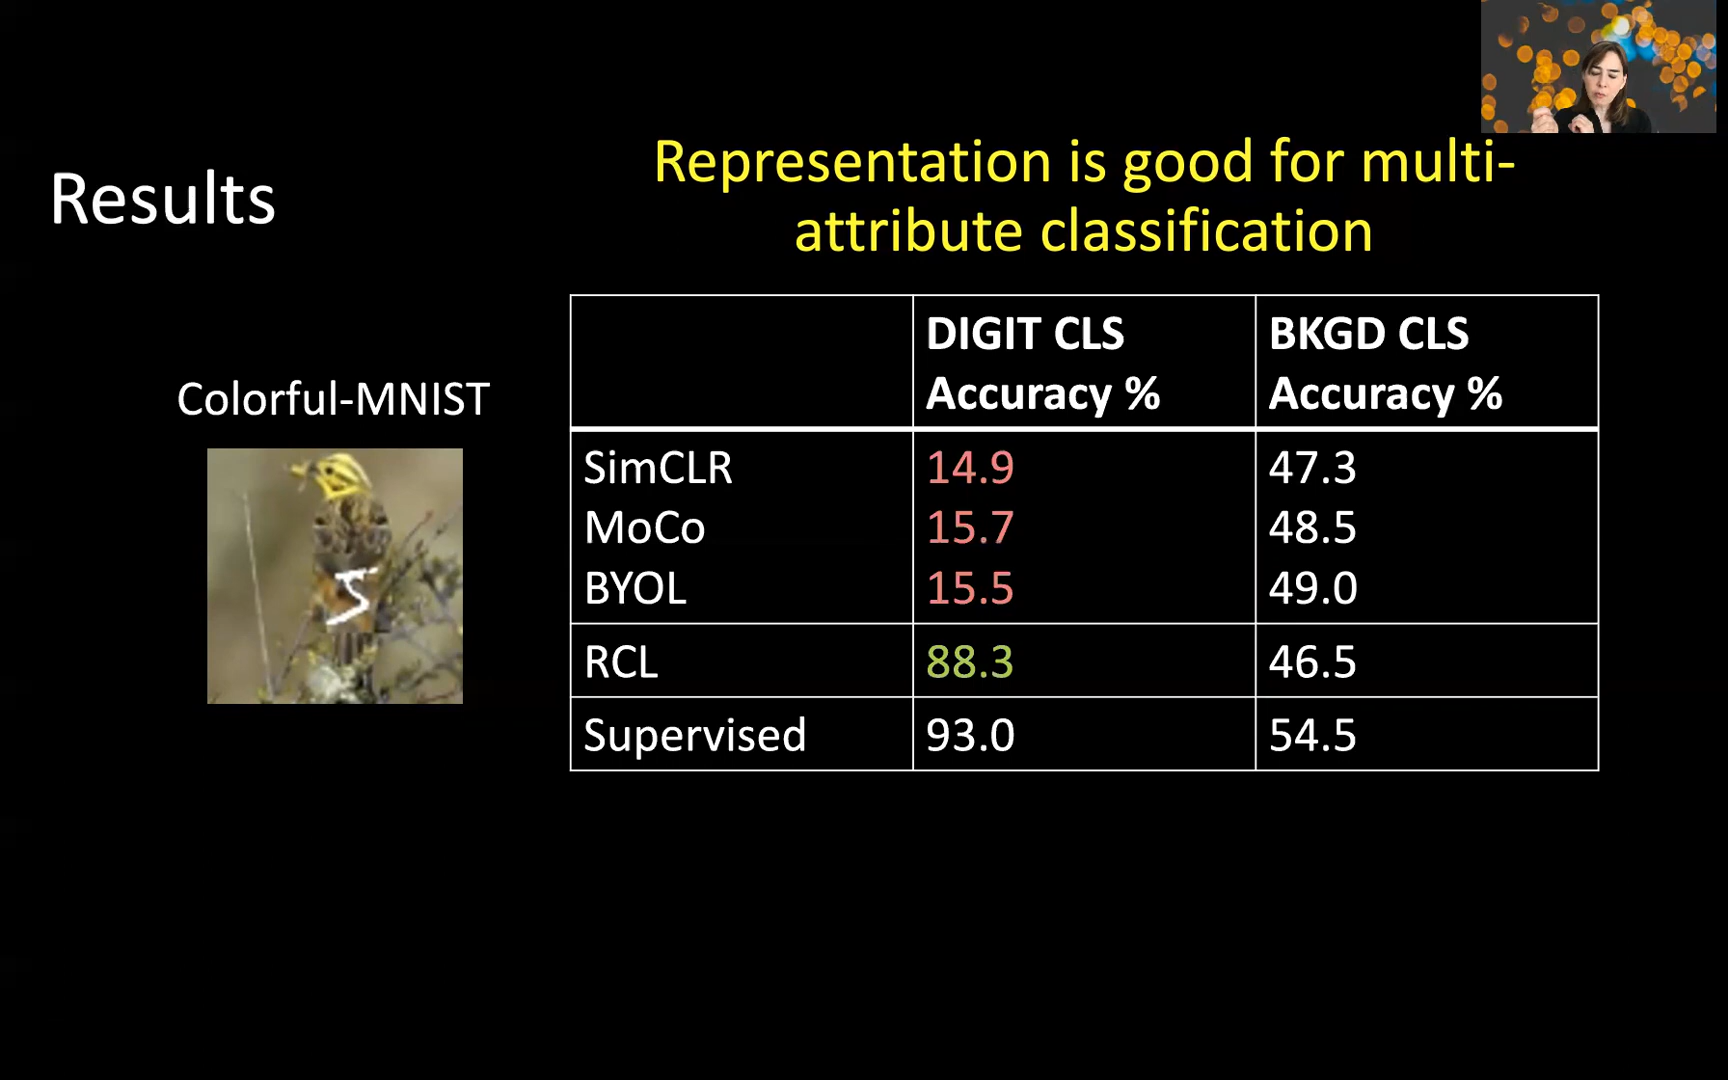 Results
Representation is good for multi-
attribute classification
Colorful-MNIST
5
DIGIT CLS
Accuracy %
BKGD CLS
Accuracy %
SimCLR 14.9 47.3
MoCo 15.7 48.5
BYOL 15.5 49.0
RCL 88.3 46.5
Supervised 93.0 54.5